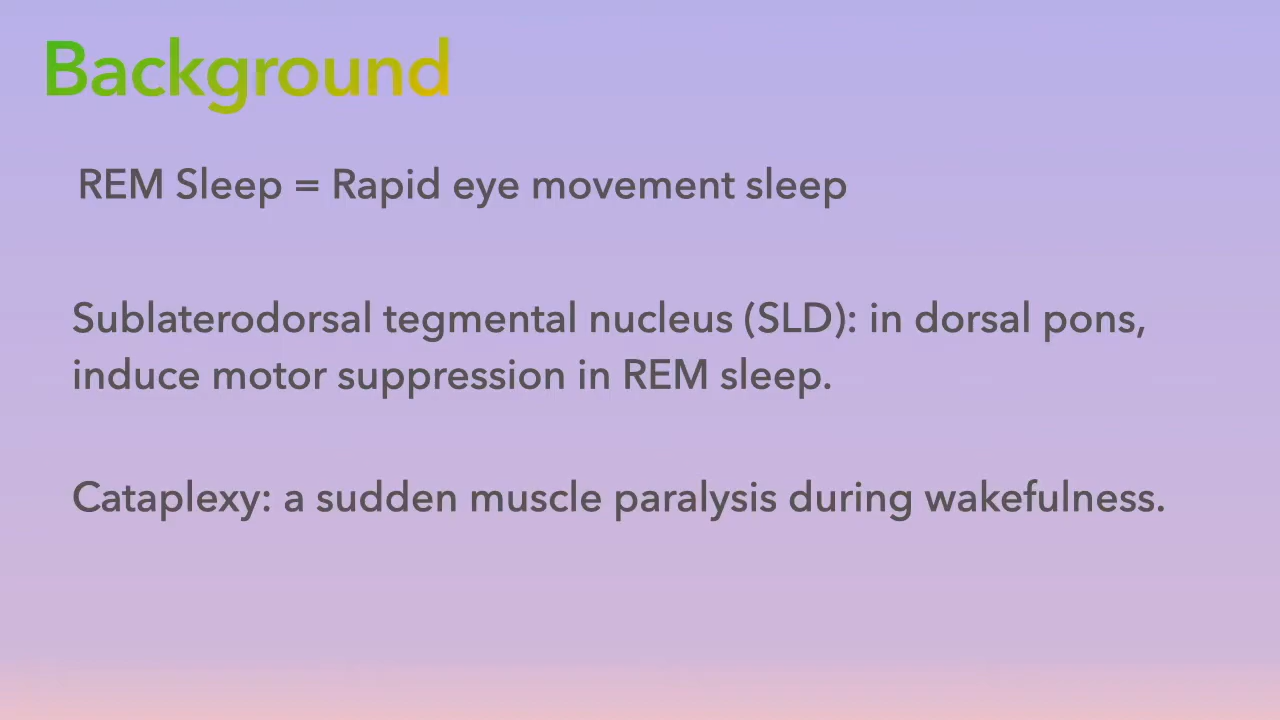 Background
REM Sleep = Rapid eye movement sleep
Sublaterodorsal tegmental nucleus (SLD): in dorsal pons,
induce motor suppression in REM sleep.
Cataplexy: a sudden muscle paralysis during wakefulness.